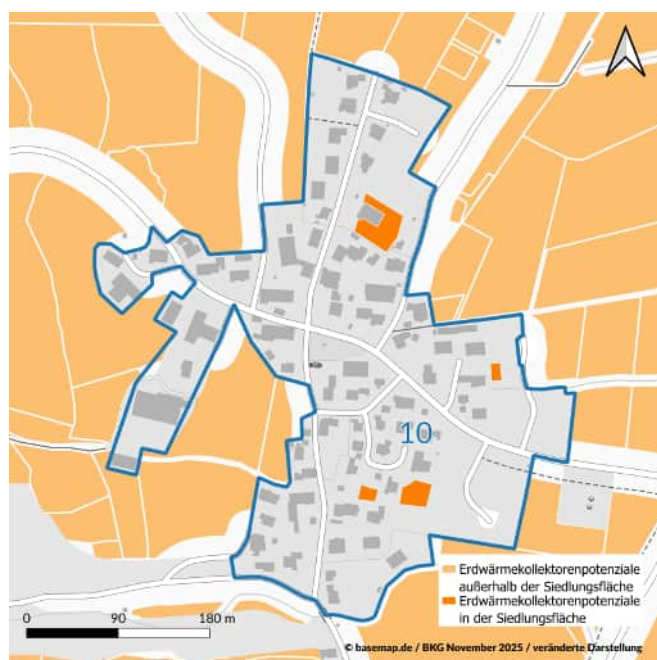 10
Erdwärmekollektorenpotenziale
außerhalb der Siedlungsfläche
Erdwärmekollektorenpotenziale
in der Siedlungsfläche
0 90 180 m
© basemap.de / BKG November 2025 / veränderte Darstellung